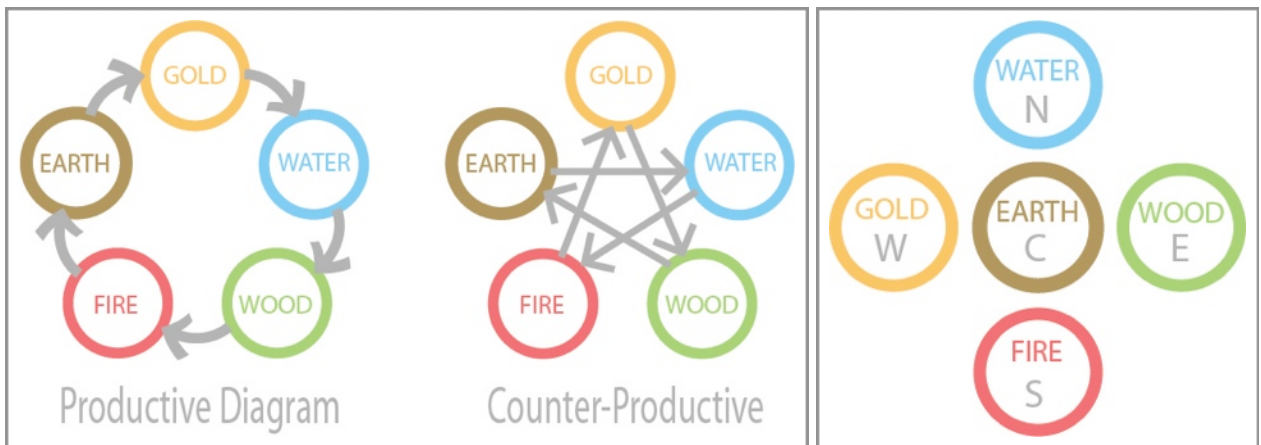 GOLD
EARTH
WATER
FIRE
WOOD
Productive Diagram
GOLD
EARTH
WATER
FIRE
WOOD
Counter-Productive
WATER
N
GOLD
W
EARTH
C
WOOD
E
FIRE
S